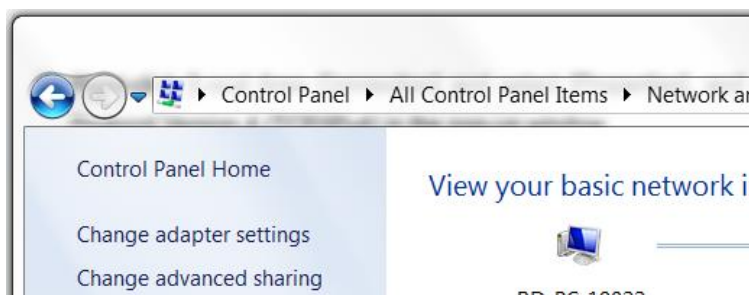 Control Panel ▸ All Control Panel Items ▸ Network a
Control Panel Home
View your basic network i
Change adapter settings
Change advanced sharing